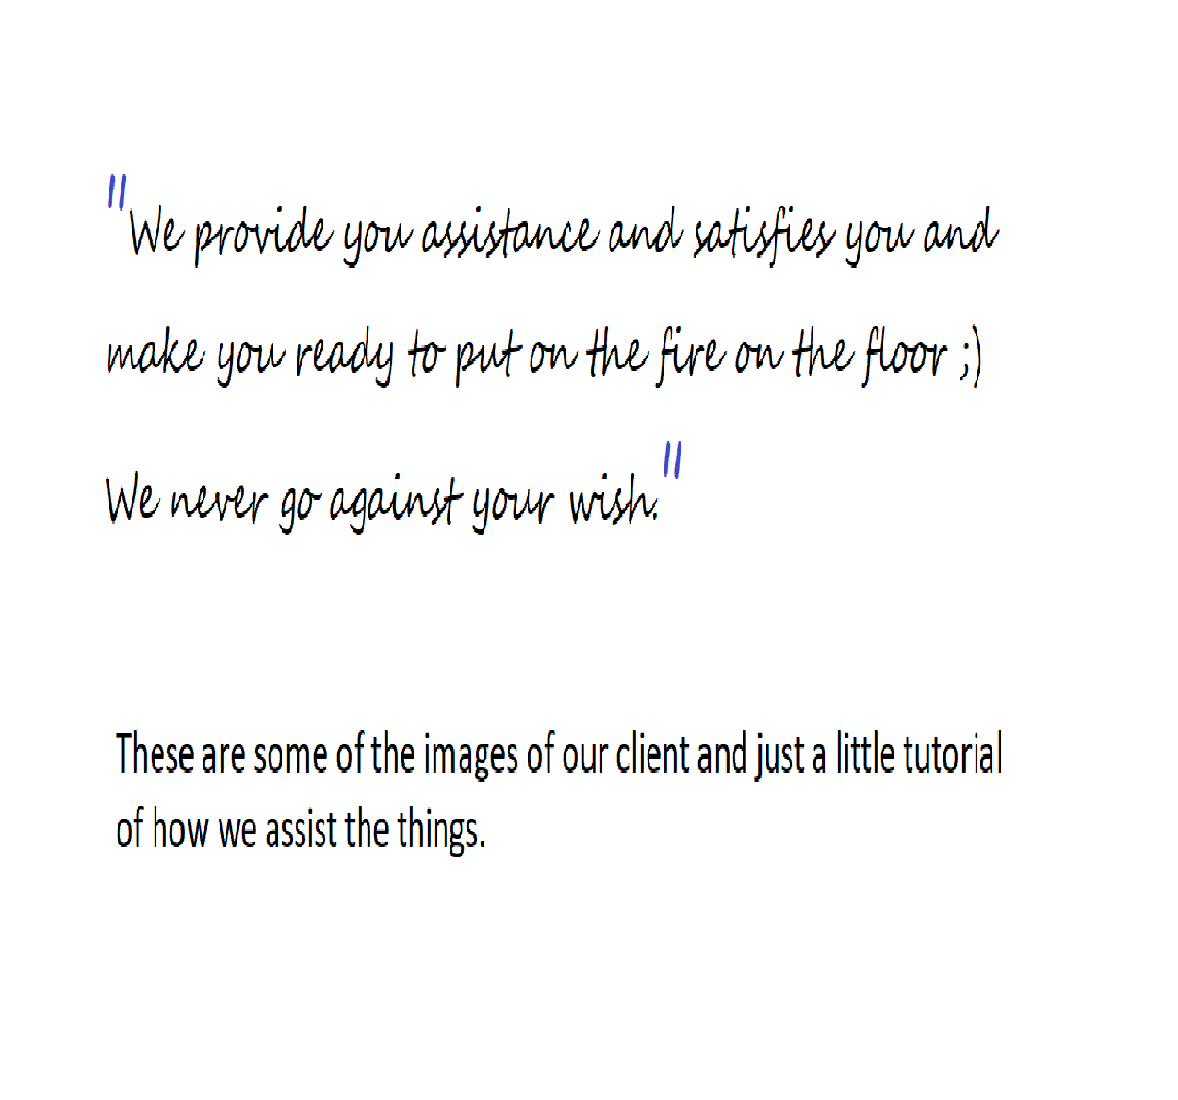 "We provide you assistance and satisfies you and
make you ready to put on the fire on the floor ;)
We never go against your wish."
These are some of the images of our client and just a little tutorial
of how we assist the things.